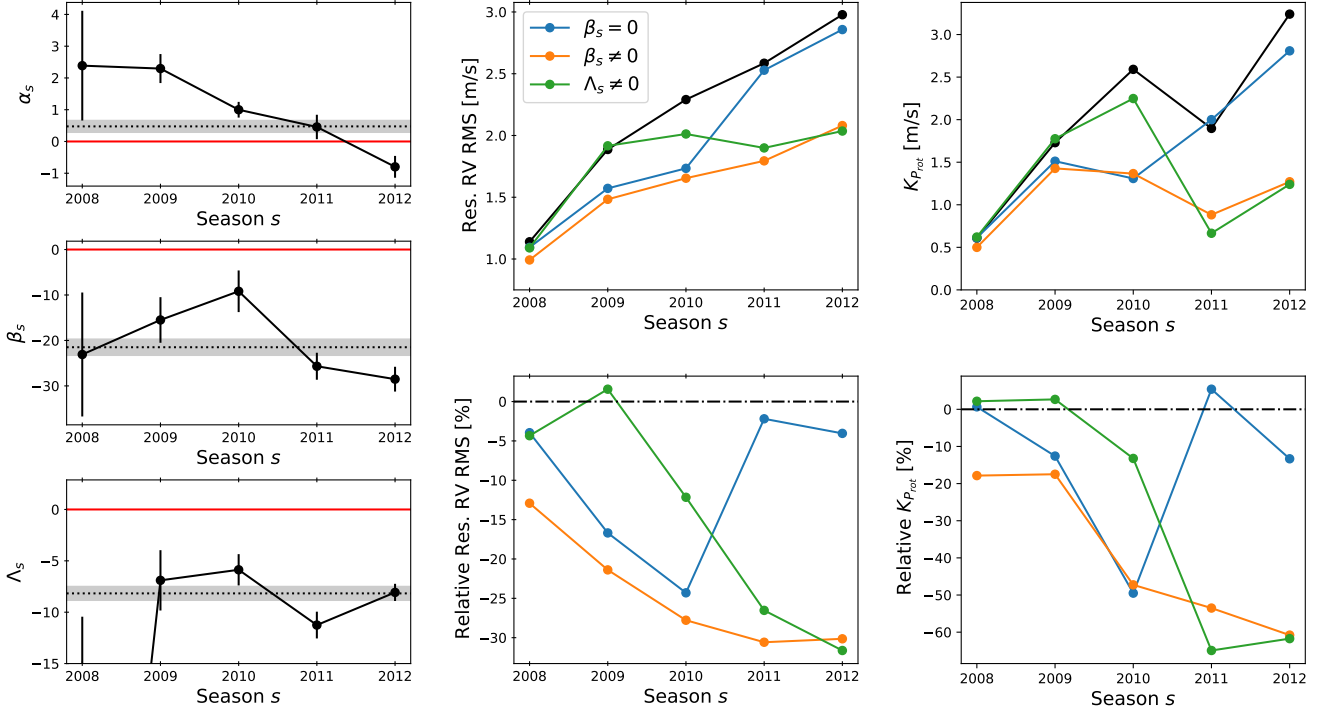 4
3
2
1
0
−1
α_s
2008 2009 2010 2011 2012
Season s
0
−10
−20
−30
β_s
2008 2009 2010 2011 2012
Season s
0
−5
−10
−15
Λ_s
2008 2009 2010 2011 2012
Season s
3.0
2.5
2.0
1.5
1.0
Res. RV RMS [m/s]
β_s = 0
β_s ≠ 0
Λ_s ≠ 0
2008 2009 2010 2011 2012
Season s
0
−5
−10
−15
−20
−25
−30
Relative Res. RV RMS [%]
2008 2009 2010 2011 2012
Season s
3.0
2.5
2.0
1.5
1.0
0.5
0.0
K_{P_{rot}} [m/s]
2008 2009 2010 2011 2012
Season s
0
−10
−20
−30
−40
−50
−60
Relative K_{P_{rot}} [%]
2008 2009 2010 2011 2012
Season s